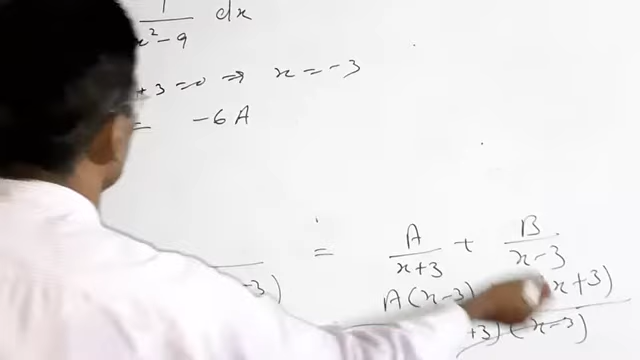 1/x²-9 dx
+3 = 0 ⇒ x = -3
= -6A
= A/x+3 + B/x-3
-3) A(x-3) x+3)
+3)(x-3)